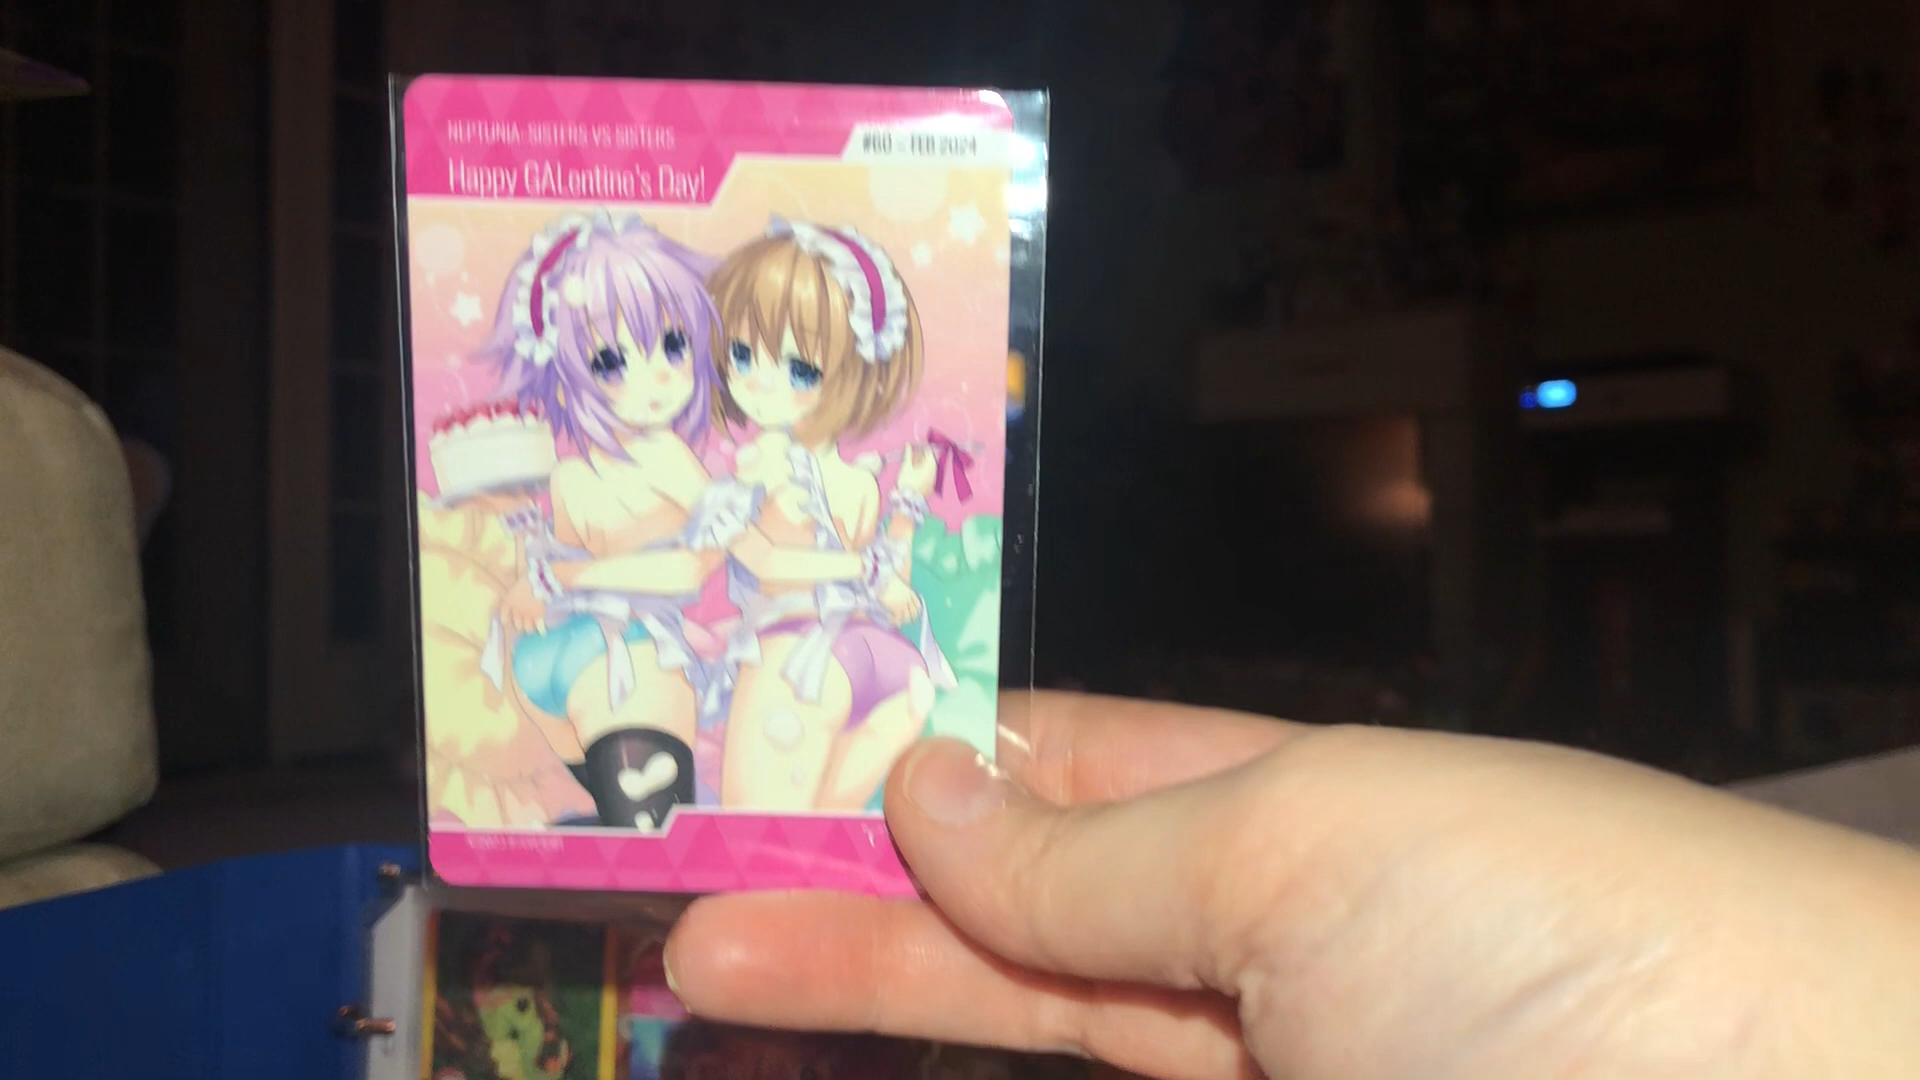 NEPTUNIA: SISTERS VS SISTERS
#60 - FEB 2024
Happy GALentine's Day!